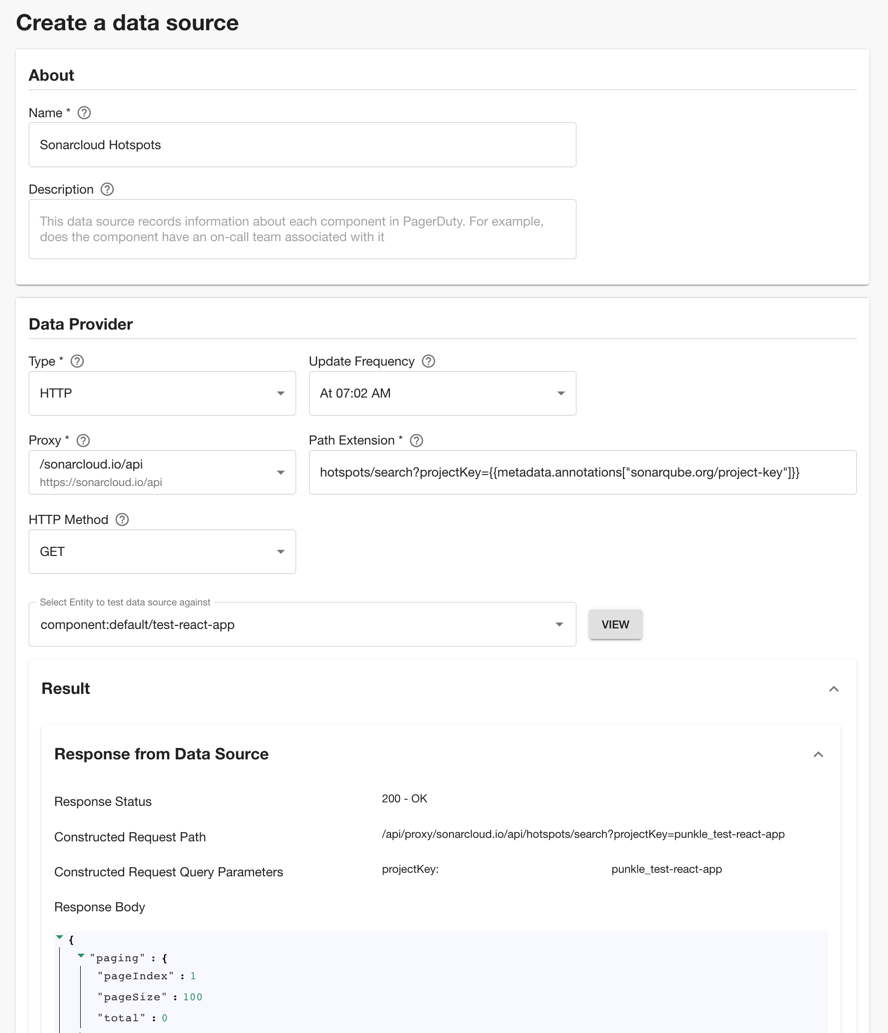 Create a data source
About
Name *
Sonarcloud Hotspots
Description
This data source records information about each component in PagerDuty. For example,
does the component have an on-call team associated with it
Data Provider
Type * Update Frequency
HTTP At 07:02 AM
Proxy * Path Extension *
/sonarcloud.io/api
https://sonarcloud.io/api
hotspots/search?projectKey={{metadata.annotations["sonarqube.org/project-key"]}}
HTTP Method
GET
Select Entity to test data source against
component:default/test-react-app VIEW
Result
Response from Data Source
Response Status 200 - OK
Constructed Request Path /api/proxy/sonarcloud.io/api/hotspots/search?projectKey=punkle_test-react-app
Constructed Request Query Parameters projectKey: punkle_test-react-app
Response Body
{
"paging" : {
"pageIndex" : 1
"pageSize" : 100
"total" : 0